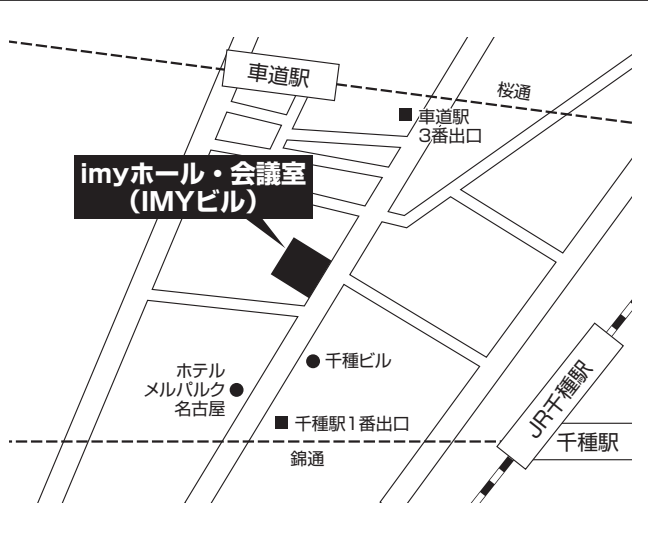 車道駅
桜通
車道駅
3番出口
imyホール・会議室
（IMYビル）
千種ビル
ホテル
メルパルク
名古屋
千種駅1番出口
錦通
JR千種駅
千種駅